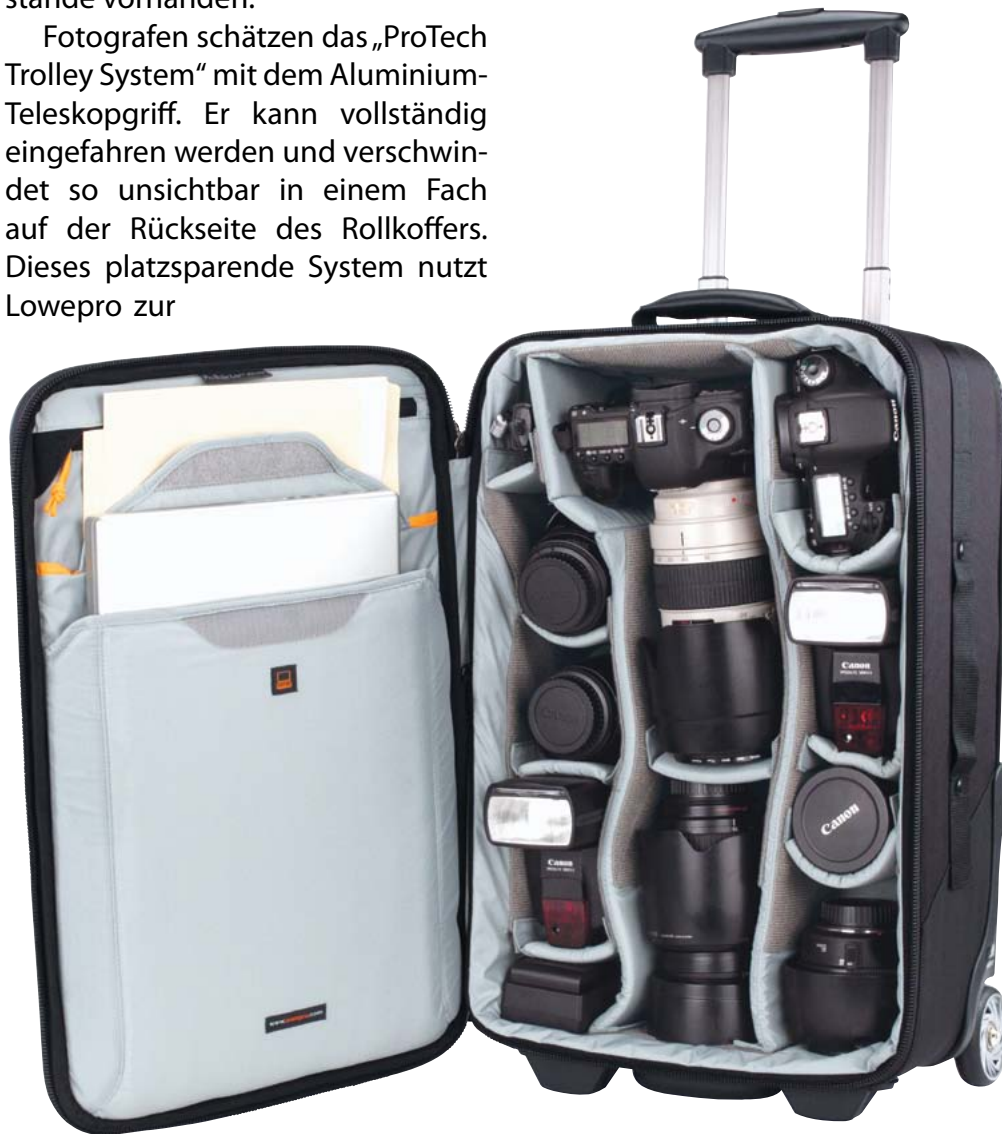 stände vorhanden.
Fotografen schätzen das „ProTech
Trolley System“ mit dem Aluminium-
Teleskopgriff. Er kann vollständig
eingefahren werden und verschwin-
det so unsichtbar in einem Fach
auf der Rückseite des Rollkoffers.
Dieses platzsparende System nutzt
Lowepro zur
Canon
Canon
Canon
Canon
Canon